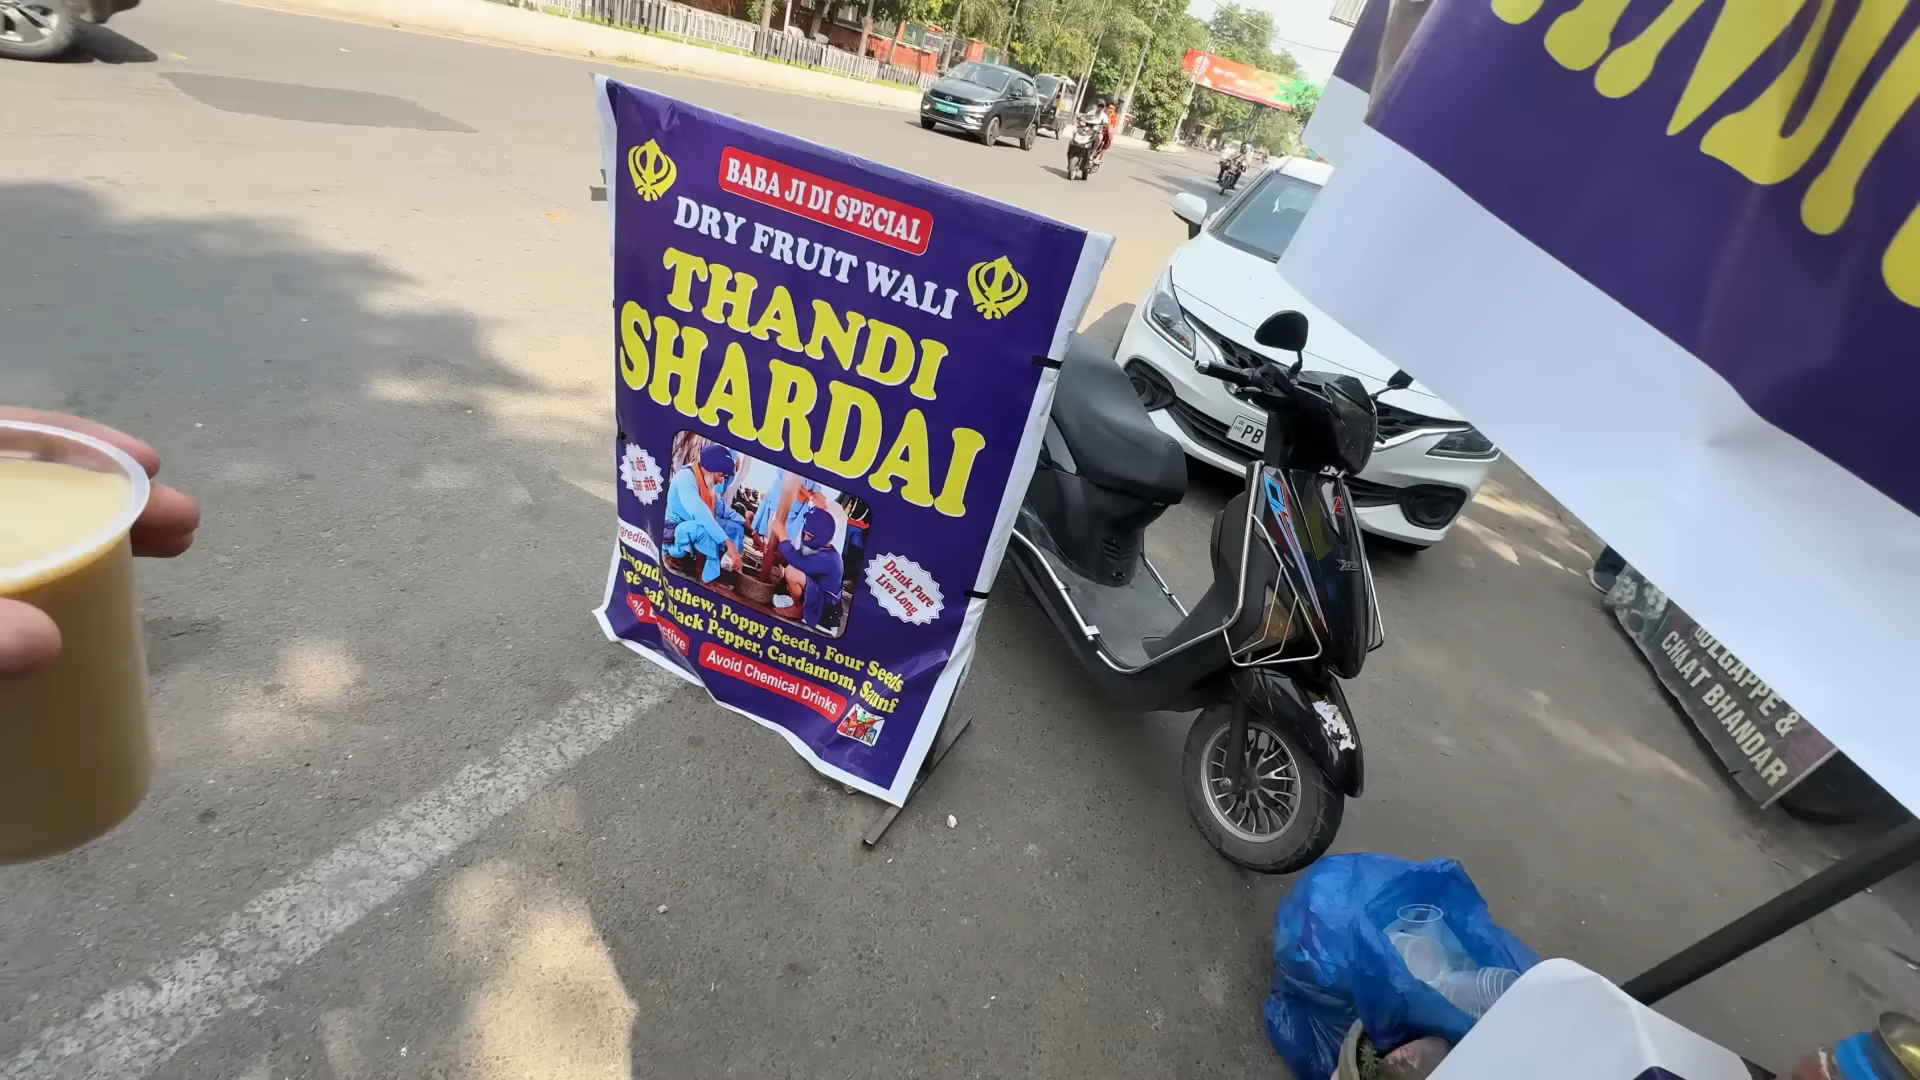 BABA JI DI SPECIAL
DRY FRUIT WALI
THANDI
SHARDAI
Drink Pure
Live Long
Cashew, Poppy Seeds, Four Seeds
Black Pepper, Cardamom, Saunf
Avoid Chemical Drinks
PB
GOLGAPPE &
CHAAT BHANDAR